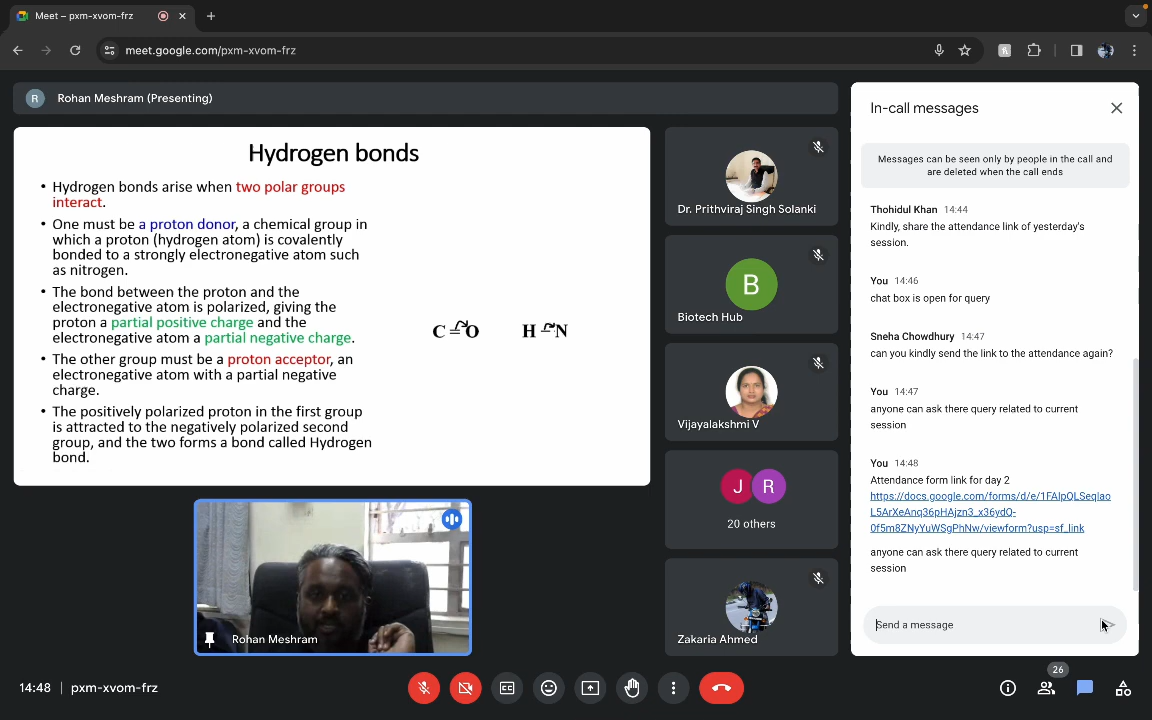 Meet – pxm-xvom-frz
meet.google.com/pxm-xvom-frz
R
Rohan Meshram (Presenting)
Hydrogen bonds
• Hydrogen bonds arise when two polar groups
interact.
• One must be a proton donor, a chemical group in
which a proton (hydrogen atom) is covalently
bonded to a strongly electronegative atom such
as nitrogen.
• The bond between the proton and the
electronegative atom is polarized, giving the
proton a partial positive charge and the
electronegative atom a partial negative charge.
• The other group must be a proton acceptor, an
electronegative atom with a partial negative
charge.
• The positively polarized proton in the first group
is attracted to the negatively polarized second
group, and the two forms a bond called Hydrogen
bond.
C = O H – N
Rohan Meshram
Dr. Prithviraj Singh Solanki
B
Biotech Hub
Vijayalakshmi V
J R
20 others
Zakaria Ahmed
In-call messages
Messages can be seen only by people in the call and
are deleted when the call ends
Thohidul Khan 14:44
Kindly, share the attendance link of yesterday's
session.
You 14:46
chat box is open for query
Sneha Chowdhury 14:47
can you kindly send the link to the attendance again?
You 14:47
anyone can ask there query related to current
session
You 14:48
Attendance form link for day 2
https://docs.google.com/forms/d/e/1FAIpQLSeqlao
L5ArXeAnq36pHAjzn3_x36ydQ-
0f5m8ZNyYuWSgPhNw/viewform?usp=sf_link
anyone can ask there query related to current
session
Send a message
14:48 | pxm-xvom-frz
26